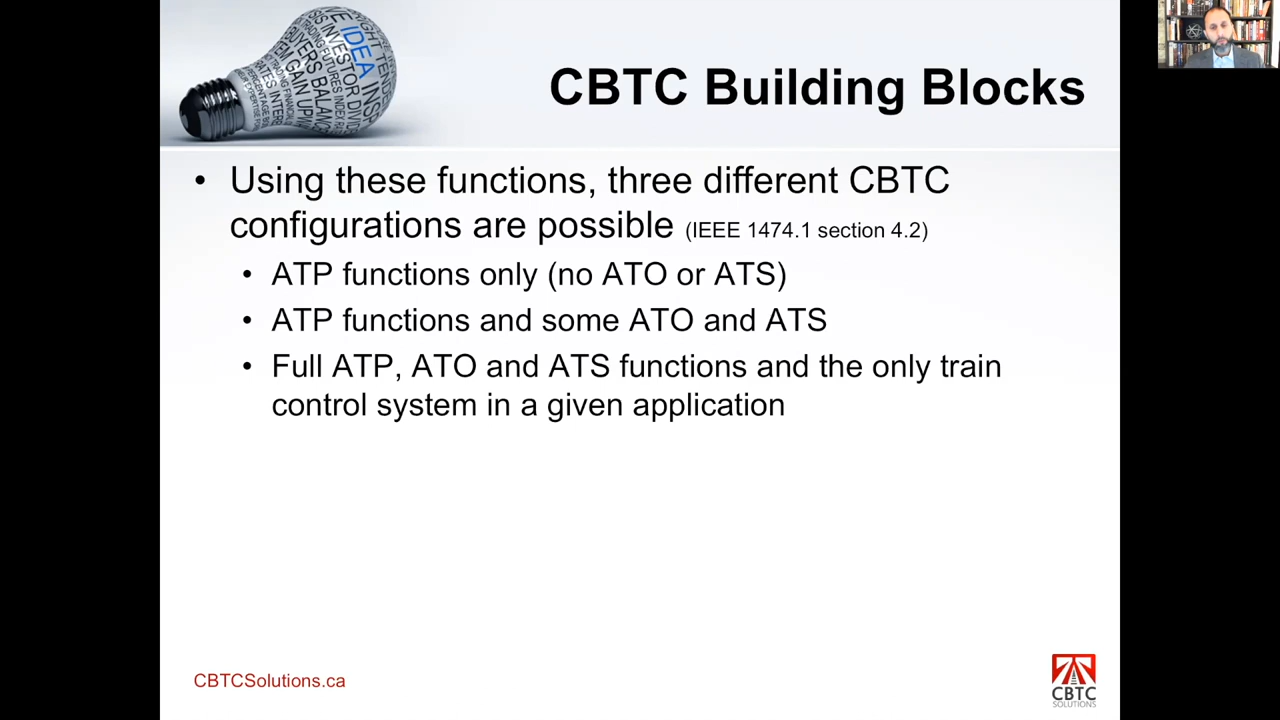 IDEA
CBTC Building Blocks
• Using these functions, three different CBTC
configurations are possible (IEEE 1474.1 section 4.2)
• ATP functions only (no ATO or ATS)
• ATP functions and some ATO and ATS
• Full ATP, ATO and ATS functions and the only train
control system in a given application
CBTCSolutions.ca
CBTC
SOLUTIONS